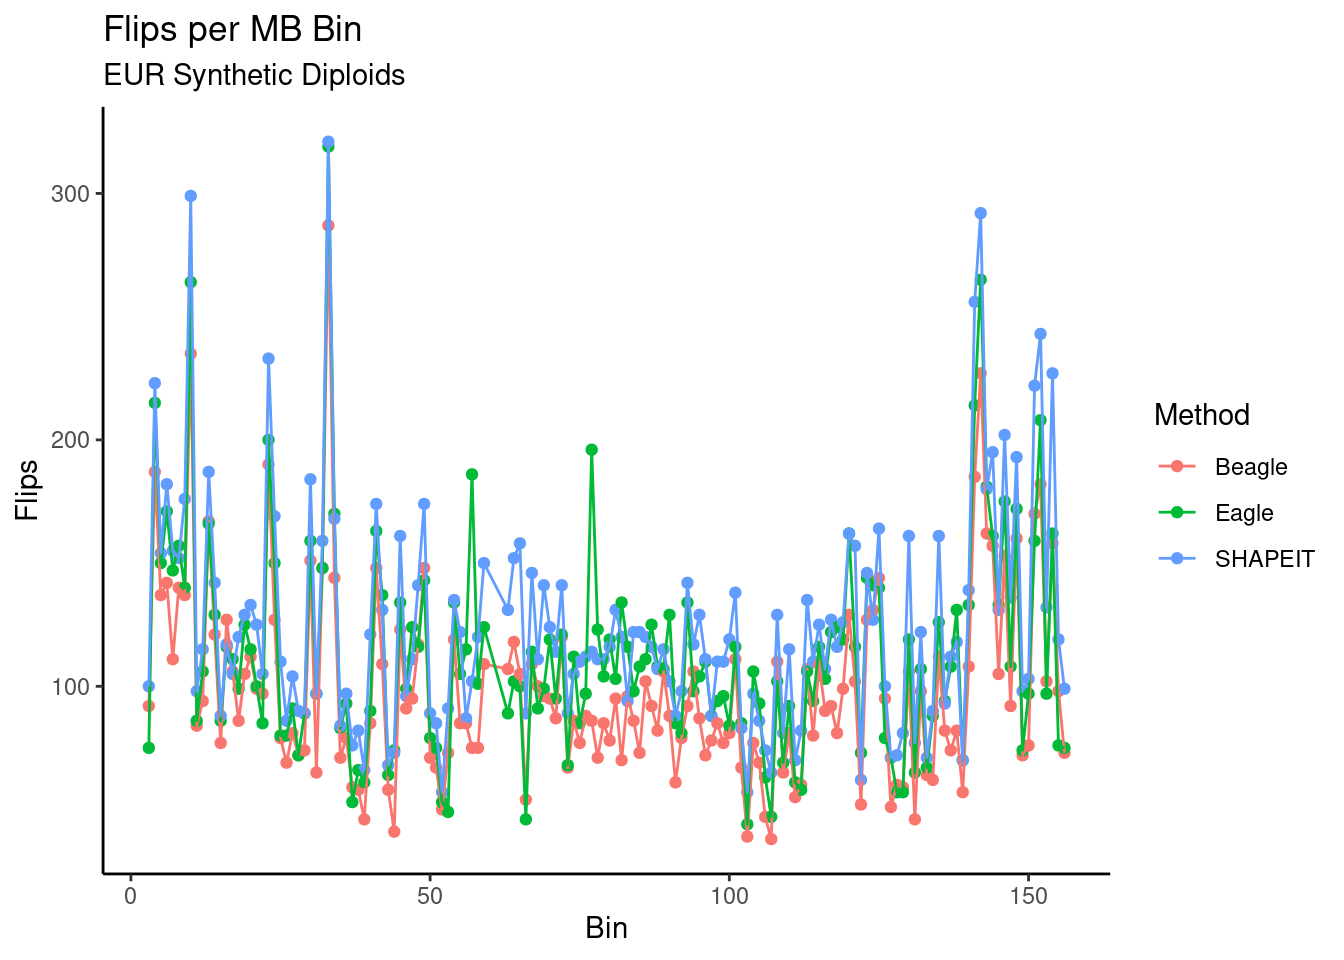 Flips per MB Bin
EUR Synthetic Diploids
300
200
100
Flips
0
50
100
150
Bin
Method
Beagle
Eagle
SHAPEIT